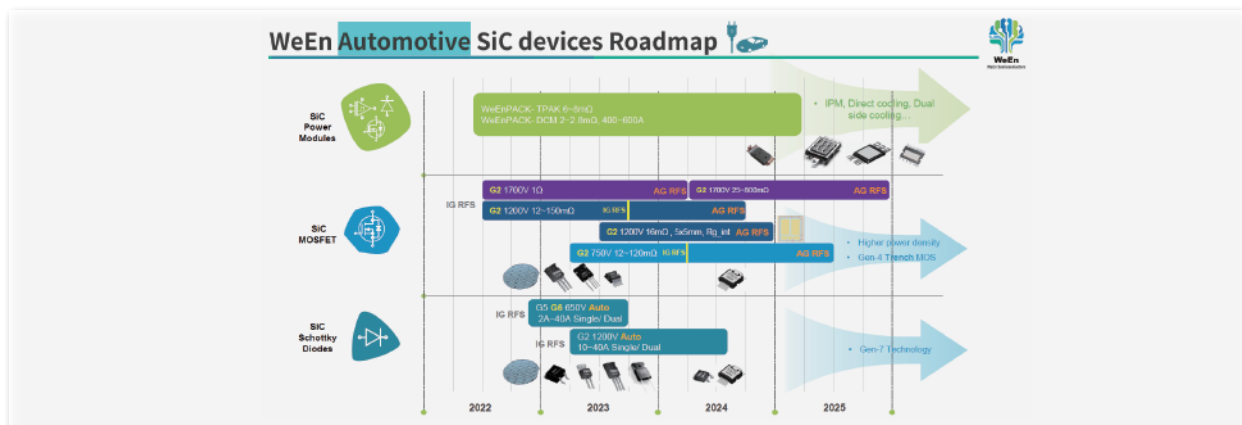 WeEn Automotive SiC devices Roadmap
WeEn
WeEn Semiconductors
SiC
Power
Modules
WeEnPACK- TPAK 6~8mΩ
WeEnPACK- DCM 2~2.8mΩ, 400~600A
• IPM, Direct cooling, Dual
side cooling…
SiC
MOSFET
IG RFS
G2 1700V 1Ω AG RFS
G2 1700V 25~600mΩ AG RFS
G2 1200V 12~150mΩ IG RFS AG RFS
G2 1200V 16mΩ , 5x5mm, Rg_int AG RFS
G2 750V 12~120mΩ IG RFS AG RFS
• Higher power density
• Gen-4 Trench MOS
SiC
Schottky
Diodes
IG RFS
G5 G6 650V Auto
2A~40A Single/ Dual
IG RFS
G2 1200V Auto
10~40A Single/ Dual
• Gen-7 Technology
2022 2023 2024 2025